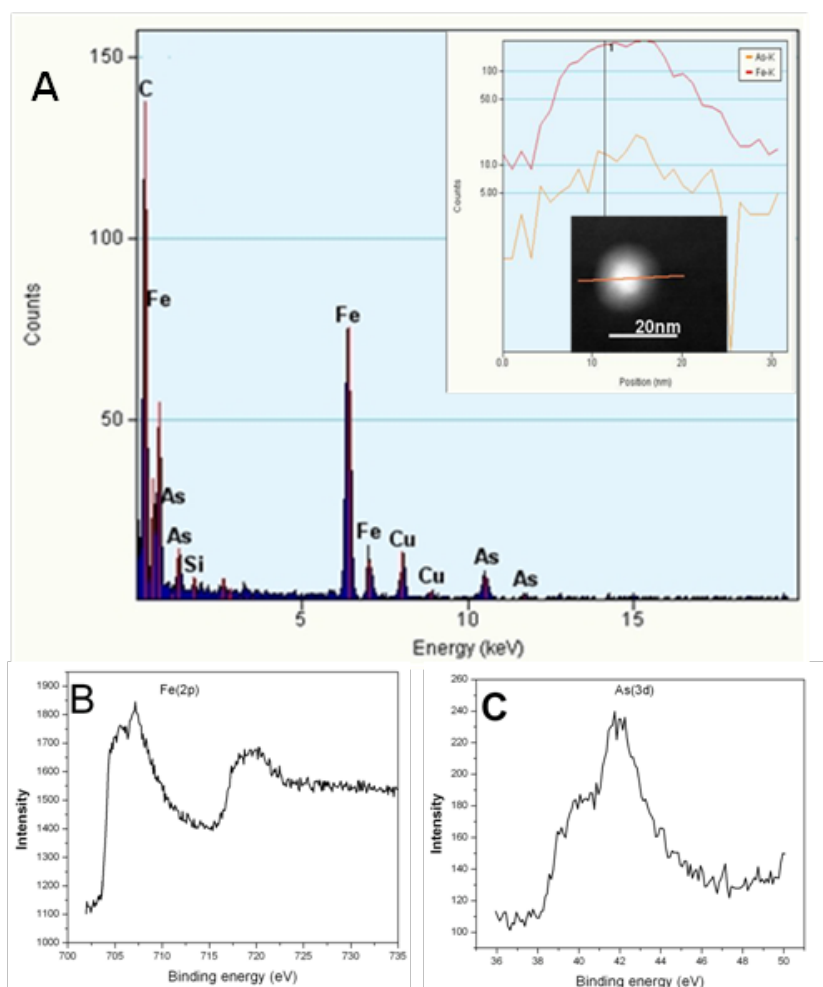 A
150
100
50
Counts
C
Fe
As
As
Si
Fe
Fe
Cu
Cu
As
As
5
10
15
Energy (keV)
1
As-K
Fe-K
100
50.0
10.0
5.00
Counts
20nm
0.0
10
20
30
Position (nm)
B
Fe(2p)
1900
1800
1700
1600
1500
1400
1300
1200
1100
1000
Intensity
700 705 710 715 720 725 730 735
Binding energy (eV)
C
As(3d)
260
240
220
200
180
160
140
120
100
Intensity
36 38 40 42 44 46 48 50
Binding energy (eV)